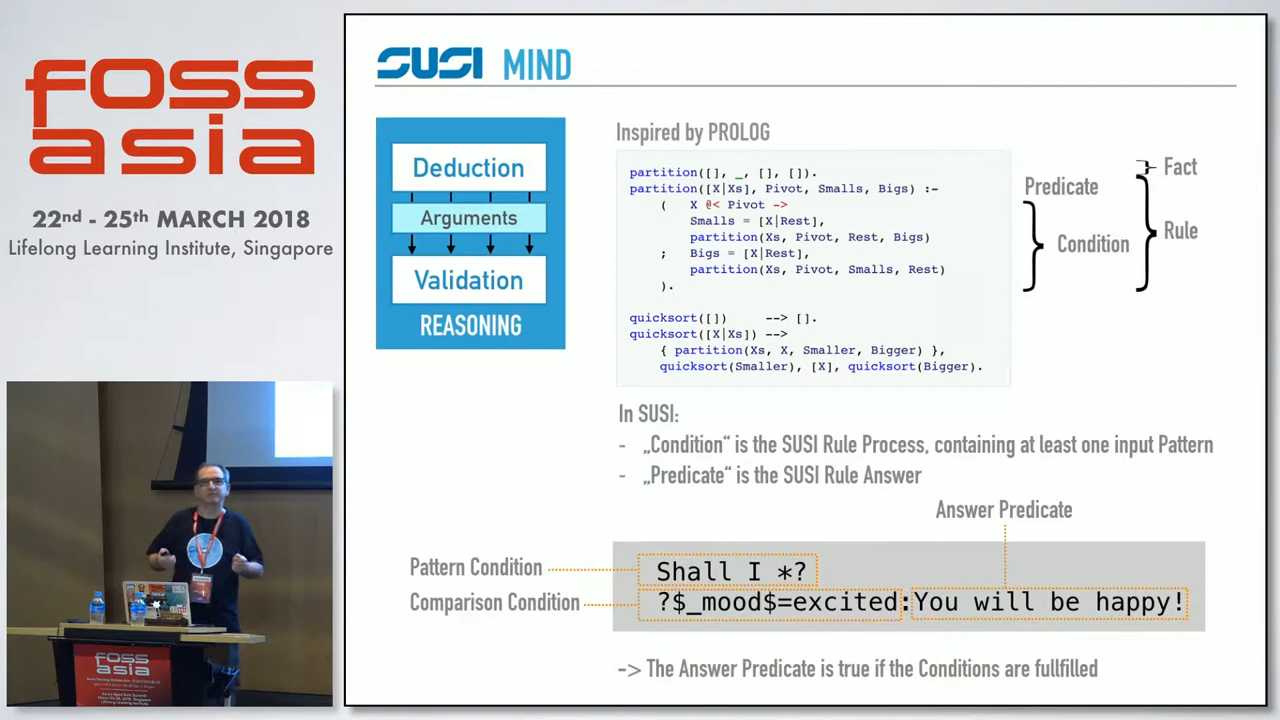 foss
asia
22nd - 25th MARCH 2018
Lifelong Learning Institute, Singapore
SUSI MIND
Deduction
Arguments
Validation
REASONING
Inspired by PROLOG
partition([], _, [], []).
partition([X|Xs], Pivot, Smalls, Bigs) :-
( X @< Pivot ->
Smalls = [X|Rest],
partition(Xs, Pivot, Rest, Bigs)
; Bigs = [X|Rest],
partition(Xs, Pivot, Smalls, Rest)
).
quicksort([]) --> [].
quicksort([X|Xs]) -->
{ partition(Xs, X, Smaller, Bigger) },
quicksort(Smaller), [X], quicksort(Bigger).
Predicate
Condition
Fact
Rule
In SUSI:
- „Condition“ is the SUSI Rule Process, containing at least one input Pattern
- „Predicate“ is the SUSI Rule Answer
Answer Predicate
Pattern Condition
Shall I *?
Comparison Condition
?$_mood$=excited:You will be happy!
-> The Answer Predicate is true if the Conditions are fullfilled
foss
asia